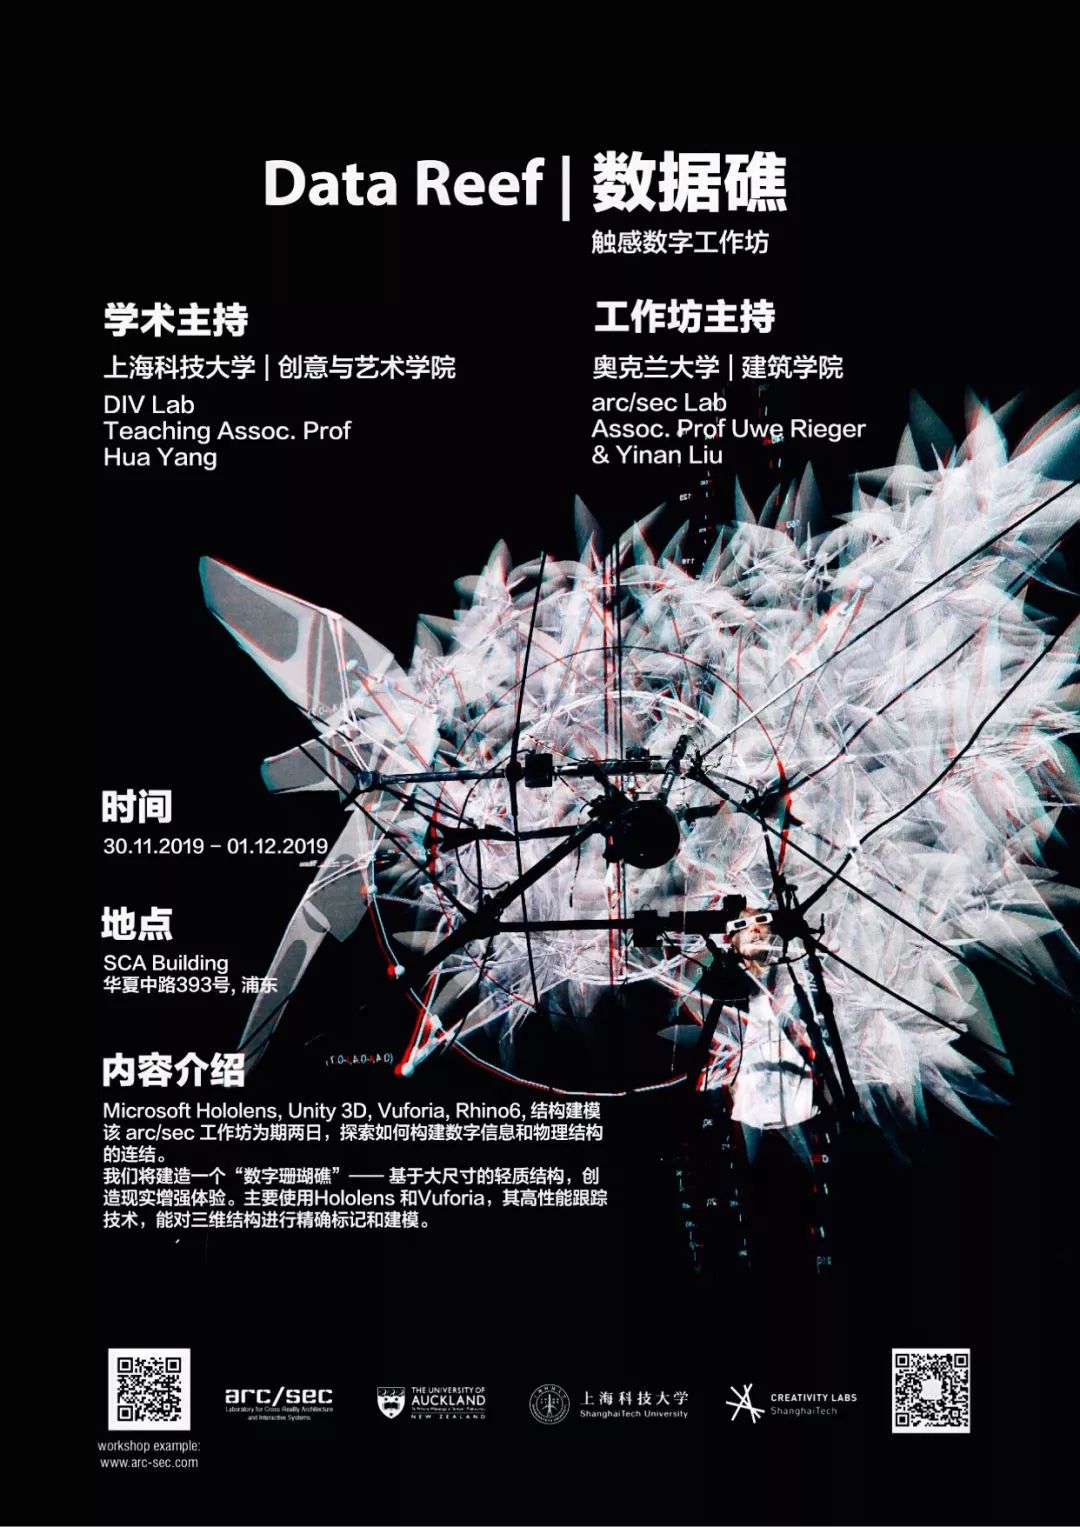 Data Reef | 数据礁
触感数字工作坊
学术主持
上海科技大学 | 创意与艺术学院
DIV Lab
Teaching Assoc. Prof
Hua Yang
工作坊主持
奥克兰大学 | 建筑学院
arc/sec Lab
Assoc. Prof Uwe Rieger
& Yinan Liu
时间
30.11.2019 – 01.12.2019
地点
SCA Building
华夏中路393号, 浦东
内容介绍
Microsoft Hololens, Unity 3D, Vuforia, Rhino6, 结构建模
该 arc/sec 工作坊为期两日，探索如何构建数字信息和物理结构
的连结。
我们将建造一个“数字珊瑚礁”—— 基于大尺寸的轻质结构，创
造现实增强体验。主要使用Hololens 和Vuforia，其高性能跟踪
技术，能对三维结构进行精确标记和建模。
workshop example:
www.arc-sec.com
arc/sec
Laboratory for Cross Reality Architecture
and Interactive Systems
THE UNIVERSITY OF
AUCKLAND
NEW ZEALAND
上海科技大学
ShanghaiTech University
CREATIVITY LABS
ShanghaiTech